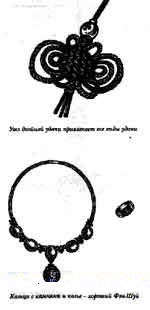 Узел двойной удачи привлекает все виды удачи
Кольцо с камнями и колье – хороший Фэн-Шуй